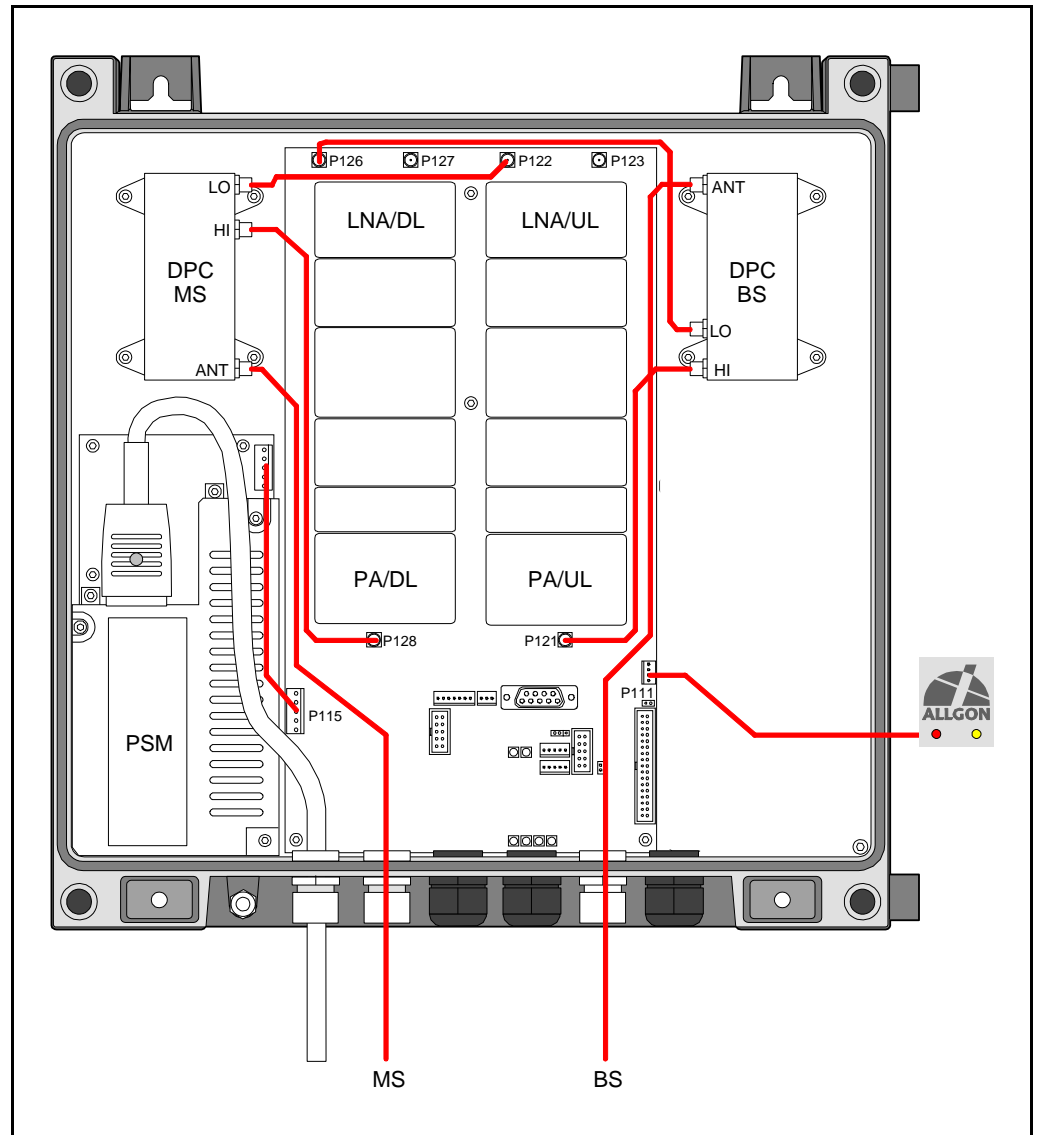 P126
P127
P122
P123
LO
HI
DPC
MS
ANT
LNA/DL
LNA/UL
ANT
DPC
BS
LO
HI
PA/DL
PA/UL
P128
P121
P111
P115
PSM
ALLGON
MS
BS